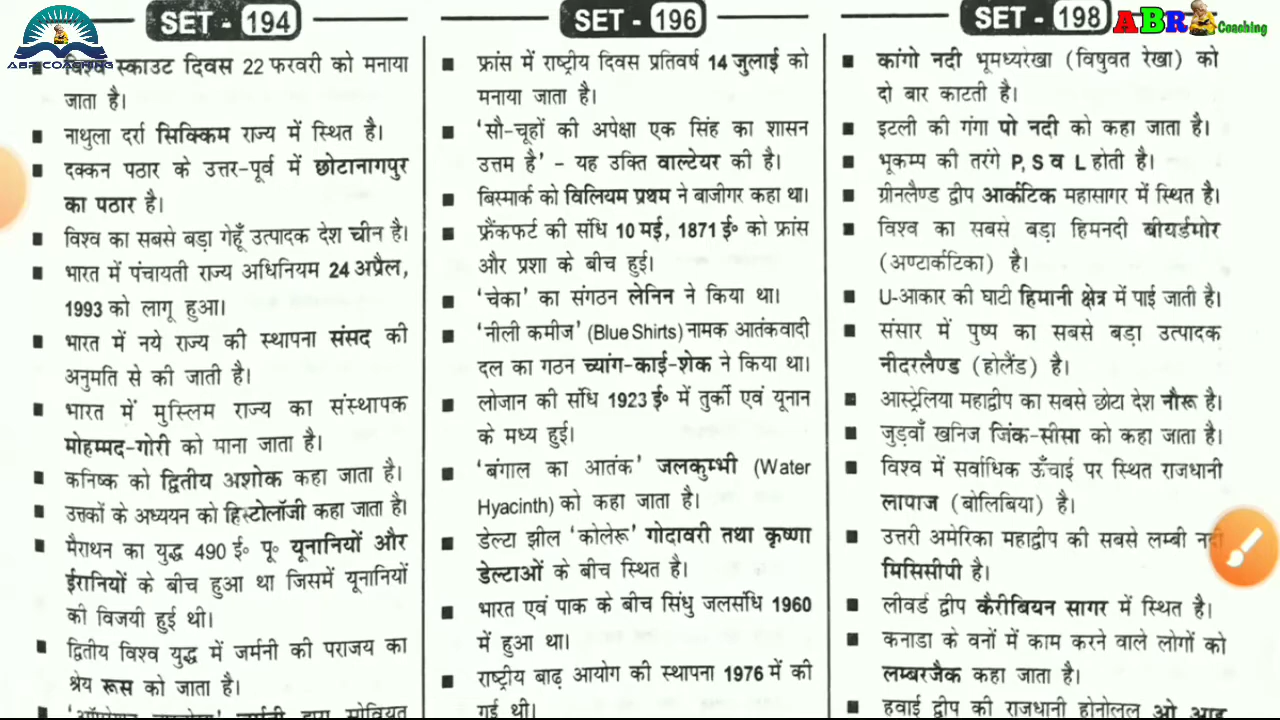 SET - 194
विश्व स्काउट दिवस 22 फरवरी को मनाया
जाता है।
नाथुला दर्रा सिक्किम राज्य में स्थित है।
दक्कन पठार के उत्तर-पूर्व में छोटानागपुर
का पठार है।
विश्व का सबसे बड़ा गेहूँ उत्पादक देश चीन है।
भारत में पंचायती राज्य अधिनियम 24 अप्रैल,
1993 को लागू हुआ।
भारत में नये राज्य की स्थापना संसद की
अनुमति से की जाती है।
भारत में मुस्लिम राज्य का संस्थापक
मोहम्मद-गोरी को माना जाता है।
कनिष्क को द्वितीय अशोक कहा जाता है।
उत्तकों के अध्ययन को हिस्टोलॉजी कहा जाता है।
मैराथन का युद्ध 490 ई॰ पू॰ यूनानियों और
ईरानियों के बीच हुआ था जिसमें यूनानियों
की विजयी हुई थी।
द्वितीय विश्व युद्ध में जर्मनी की पराजय का
श्रेय रूस को जाता है।
SET - 196
फ्रांस में राष्ट्रीय दिवस प्रतिवर्ष 14 जुलाई को
मनाया जाता है।
'सौ-चूहों की अपेक्षा एक सिंह का शासन
उत्तम है' - यह उक्ति वाल्टेयर की है।
बिस्मार्क को विलियम प्रथम ने बाजीगर कहा था।
फ्रैंकफर्ट की संधि 10 मई, 1871 ई॰ को फ्रांस
और प्रशा के बीच हुई।
'चेका' का संगठन लेनिन ने किया था।
'नीली कमीज' (Blue Shirts) नामक आतंकवादी
दल का गठन च्यांग-काई-शेक ने किया था।
लोजान की संधि 1923 ई॰ में तुर्की एवं यूनान
के मध्य हुई।
'बंगाल का आतंक' जलकुम्भी (Water
Hyacinth) को कहा जाता है।
डेल्टा झील 'कोलेरू' गोदावरी तथा कृष्णा
डेल्टाओं के बीच स्थित है।
भारत एवं पाक के बीच सिंधु जलसंधि 1960
में हुआ था।
राष्ट्रीय बाढ़ आयोग की स्थापना 1976 में की
गई थी।
SET - 198
कांगो नदी भूमध्यरेखा (विषुवत रेखा) को
दो बार काटती है।
इटली की गंगा पो नदी को कहा जाता है।
भूकम्प की तरंगे P, S व L होती है।
ग्रीनलैण्ड द्वीप आर्कटिक महासागर में स्थित है।
विश्व का सबसे बड़ा हिमनदी बीयर्डमोर
(अण्टार्कटिका) है।
U-आकार की घाटी हिमानी क्षेत्र में पाई जाती है।
संसार में पुष्प का सबसे बड़ा उत्पादक
नीदरलैण्ड (होलैंड) है।
आस्ट्रेलिया महाद्वीप का सबसे छोटा देश नौरू है।
जुड़वाँ खनिज जिंक-सीसा को कहा जाता है।
विश्व में सर्वाधिक ऊँचाई पर स्थित राजधानी
लापाज (बोलिबिया) है।
उत्तरी अमेरिका महाद्वीप की सबसे लम्बी नदी
मिसिसीपी है।
लीवर्ड द्वीप कैरीबियन सागर में स्थित है।
कनाडा के वनों में काम करने वाले लोगों को
लम्बरजैक कहा जाता है।
हवाई द्वीप की राजधानी होनोलुलू
ABR Coaching
ABR COACHING